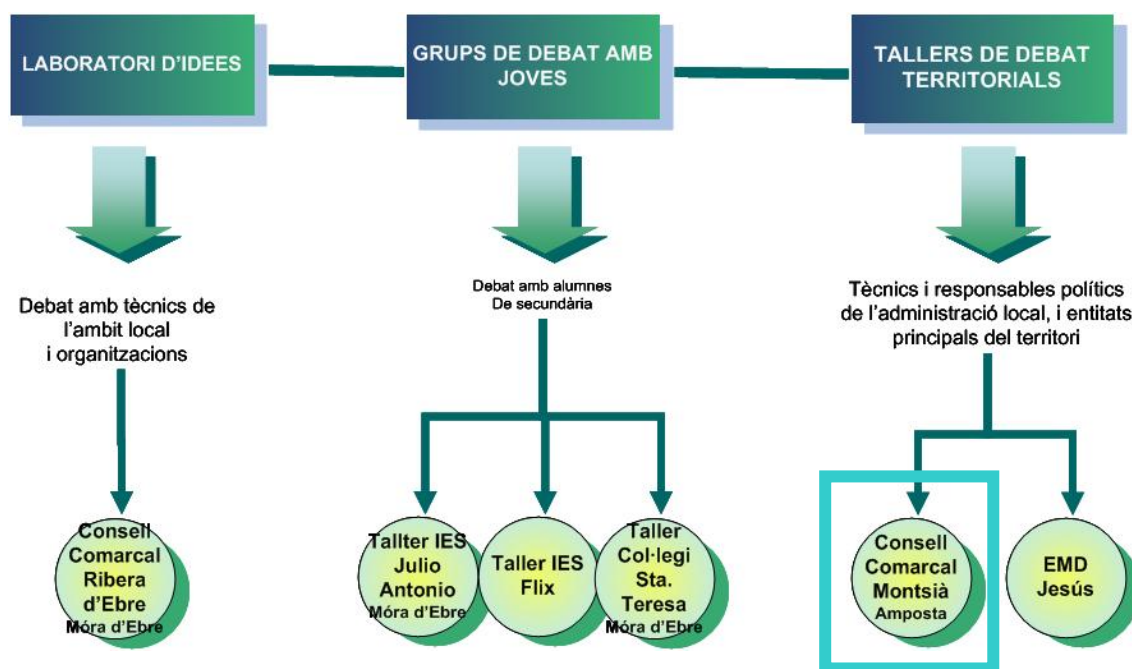 LABORATORI D'IDEES
GRUPS DE DEBAT AMB
JOVES
TALLERS DE DEBAT
TERRITORIALS
Debat amb tècnics de
l'ambit local
i organitzacions
Debat amb alumnes
De secundària
Tècnics i responsables polítics
de l'administració local, i entitats
principals del territori
Consell
Comarcal
Ribera
d'Ebre
Móra d'Ebre
Tallter IES
Julio
Antonio
Móra d'Ebre
Taller IES
Flix
Taller
Col·legi
Sta.
Teresa
Móra d'Ebre
Consell
Comarcal
Montsià
Amposta
EMD
Jesús